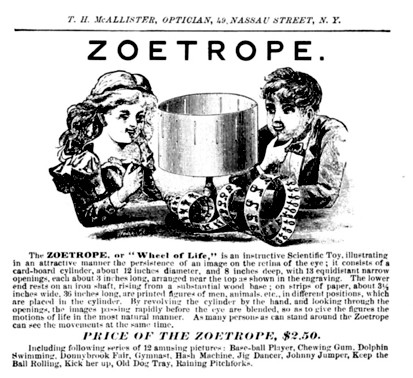 T. H. McALLISTER, OPTICIAN, 49, NASSAU STREET, N. Y.
ZOETROPE.
The ZOETROPE, or "Wheel of Life," is an instructive Scientific Toy, illustrating
in an attractive manner the persistence of an image on the retina of the eye; it consists of a
card-board cylinder, about 12 inches diameter, and 8 inches deep, with 13 equidistant narrow
openings, each about 3 inches long, arranged near the top as shown in the engraving. The lower
end rests on an iron shaft, rising from a substantial wood base; on strips of paper, about 3½
inches wide, 36 inches long, are printed figures of men, animals, etc., in different positions, which
are placed in the cylinder. By revolving the cylinder by the hand, and looking through the
openings, the images passing rapidly before the eye are blended, so as to give the figures the
motions of life in the most natural manner. As many persons as can stand around the Zoetrope
can see the movements at the same time.
PRICE OF THE ZOETROPE, $2.50.
Including following series of 12 amusing pictures: Base-ball Player, Chewing Gum, Dolphin
Swimming, Donnybrook Fair, Gymnast, Hash Machine, Jig Dancer, Johnny Jumper, Keep the
Ball Rolling, Kick her up, Old Dog Tray, Raining Pitchforks.